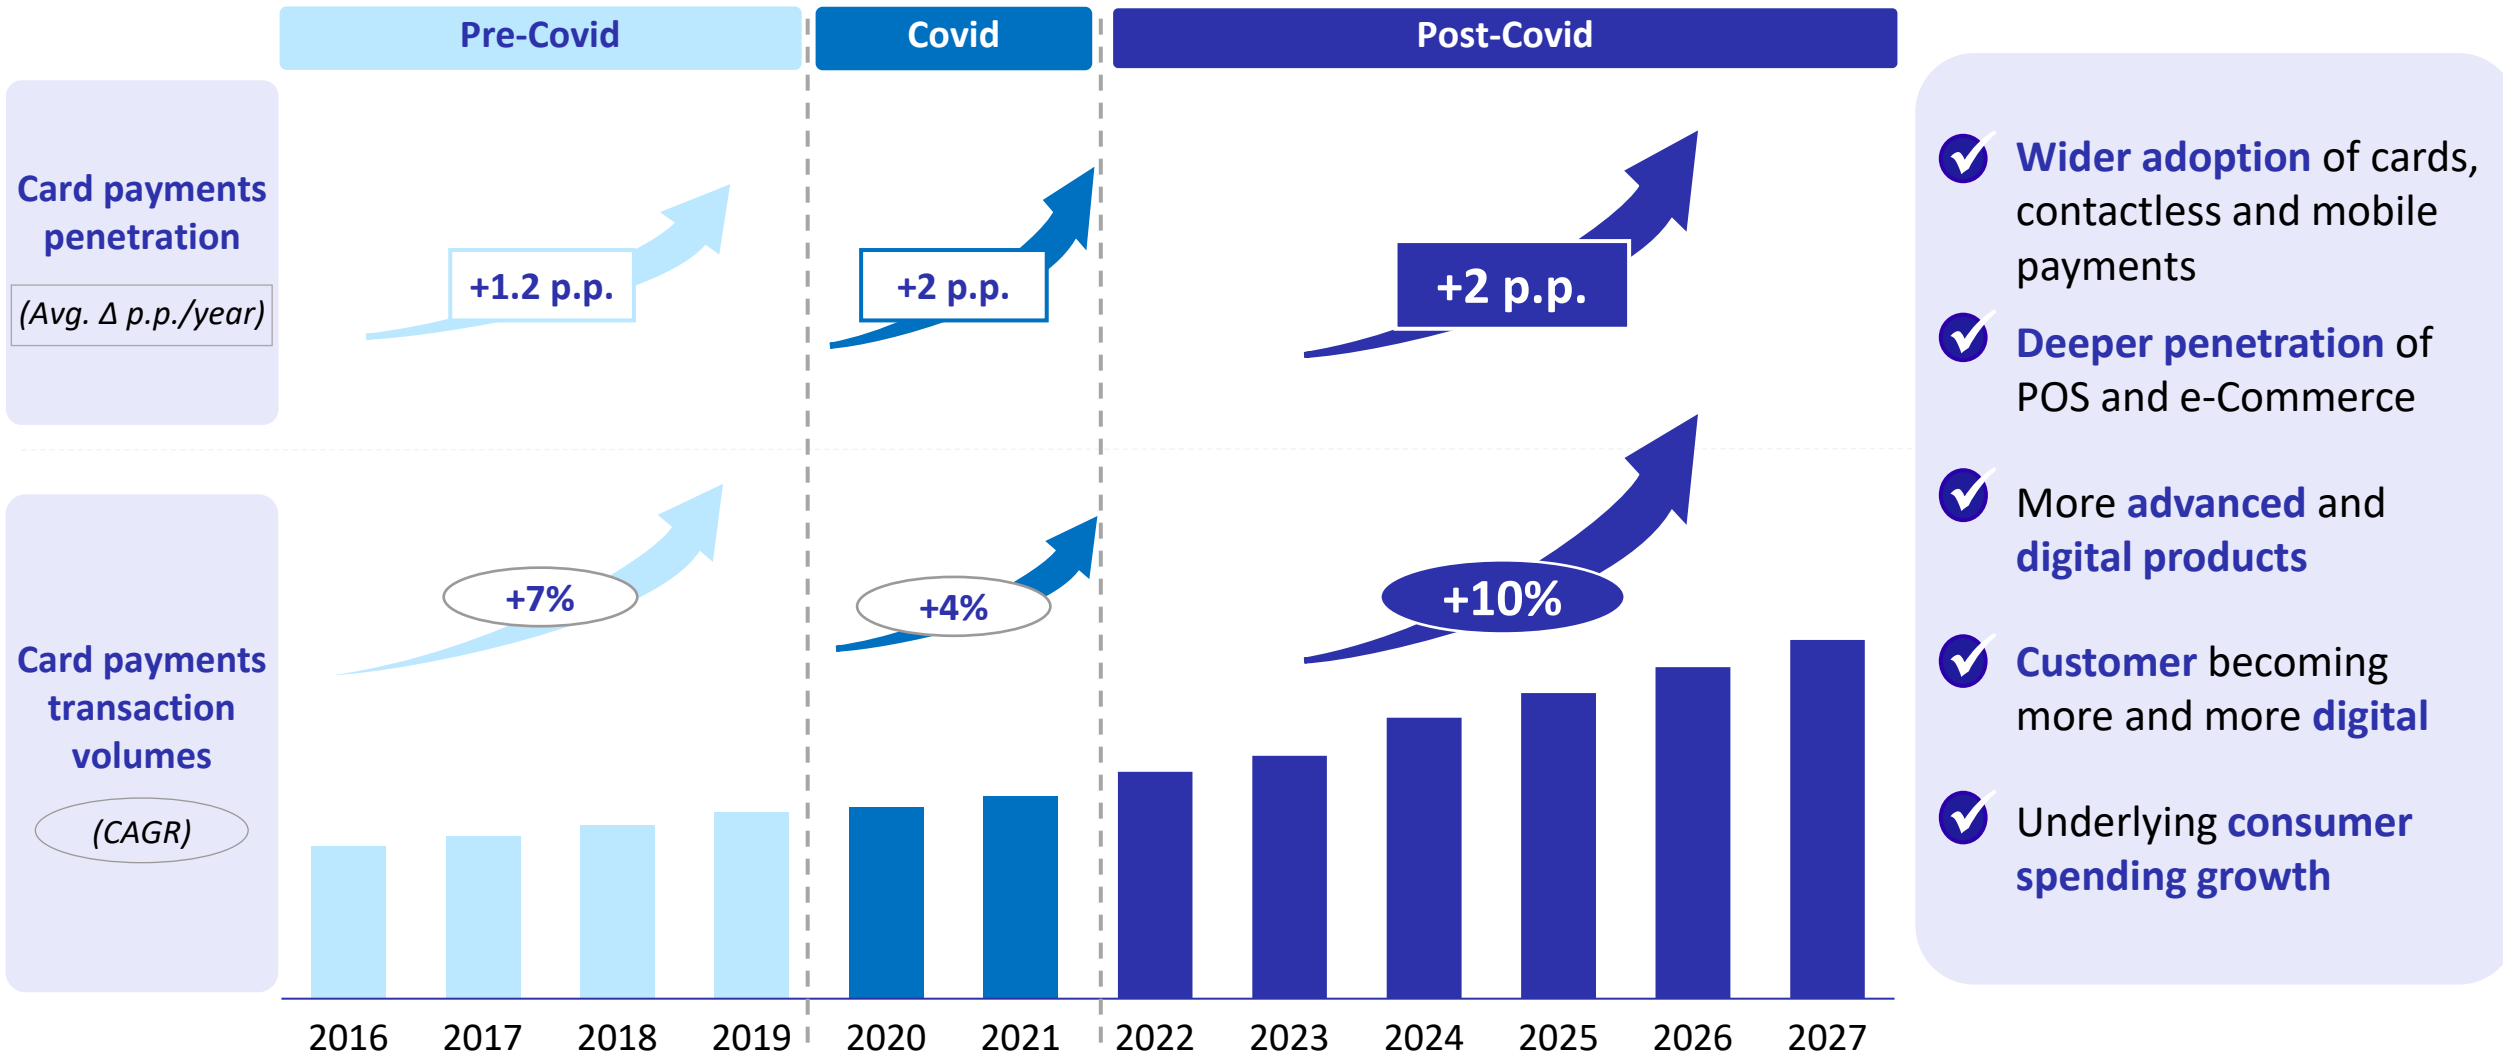 Pre-Covid
Covid
Post-Covid
Card payments
penetration
(Avg. Δ p.p./year)
+1.2 p.p.
+2 p.p.
+2 p.p.
Card payments
transaction
volumes
(CAGR)
+7%
+4%
+10%
2016
2017
2018
2019
2020
2021
2022
2023
2024
2025
2026
2027
Wider adoption of cards,
contactless and mobile
payments
Deeper penetration of
POS and e-Commerce
More advanced and
digital products
Customer becoming
more and more digital
Underlying consumer
spending growth